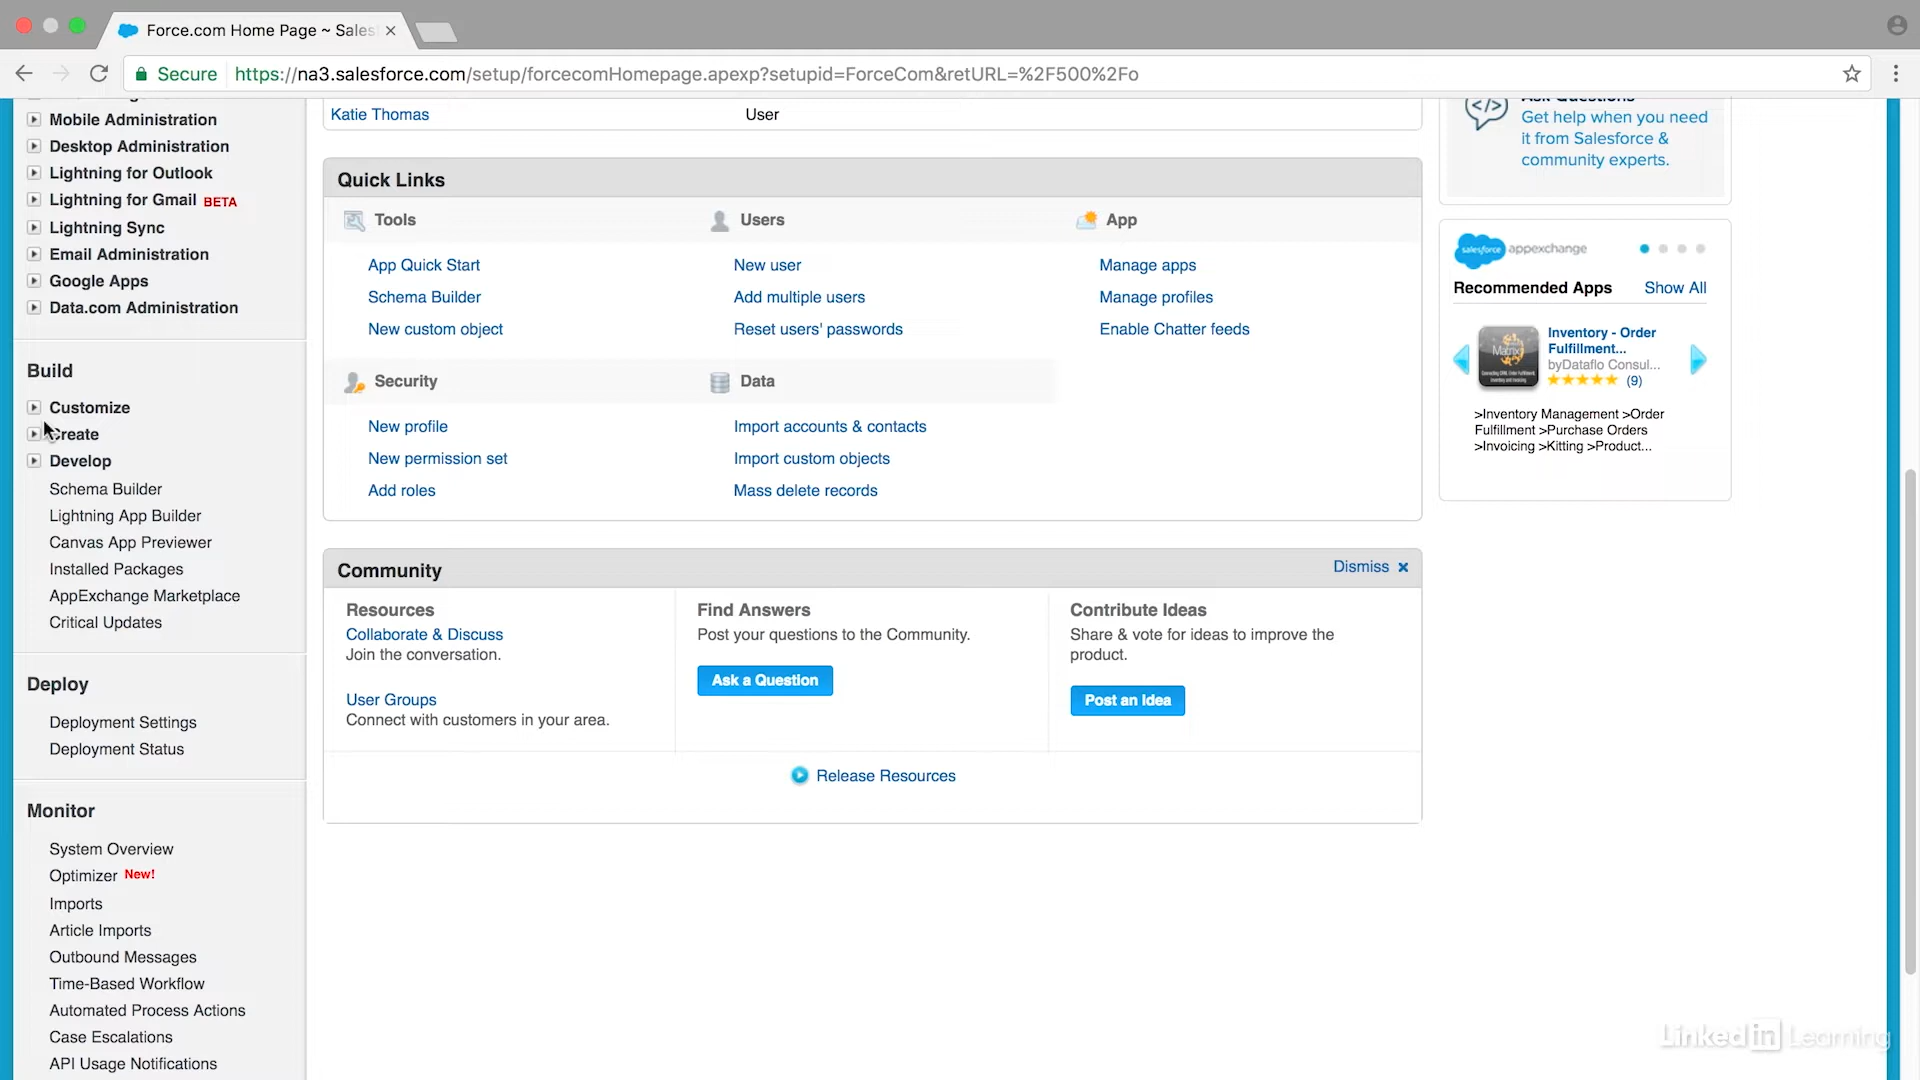 Force.com Home Page ~ Sales
Secure
https://na3.salesforce.com/setup/forcecomHomepage.apexp?setupid=ForceCom&retURL=%2F500%2Fo
Mobile Administration
Desktop Administration
Lightning for Outlook
Lightning for Gmail BETA
Lightning Sync
Email Administration
Google Apps
Data.com Administration
Build
Customize
Create
Develop
Schema Builder
Lightning App Builder
Canvas App Previewer
Installed Packages
AppExchange Marketplace
Critical Updates
Deploy
Deployment Settings
Deployment Status
Monitor
System Overview
Optimizer New!
Imports
Article Imports
Outbound Messages
Time-Based Workflow
Automated Process Actions
Case Escalations
API Usage Notifications
Katie Thomas User
Quick Links
Tools
App Quick Start
Schema Builder
New custom object
Users
New user
Add multiple users
Reset users' passwords
App
Manage apps
Manage profiles
Enable Chatter feeds
Security
New profile
New permission set
Add roles
Data
Import accounts & contacts
Import custom objects
Mass delete records
Community
Dismiss
Resources
Collaborate & Discuss
Join the conversation.
User Groups
Connect with customers in your area.
Find Answers
Post your questions to the Community.
Ask a Question
Contribute Ideas
Share & vote for ideas to improve the
product.
Post an Idea
Release Resources
Ask Questions
Get help when you need
it from Salesforce &
community experts.
salesforce appexchange
Recommended Apps Show All
Matrix
Inventory - Order
Fulfillment...
byDataflo Consul...
(9)
>Inventory Management >Order
Fulfillment >Purchase Orders
>Invoicing >Kitting >Product...
Linked in Learning